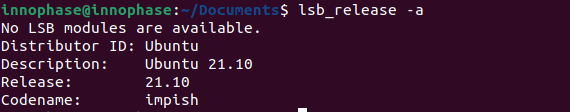 innophase@innophase:~/Documents$ lsb_release -a
No LSB modules are available.
Distributor ID: Ubuntu
Description:    Ubuntu 21.10
Release:        21.10
Codename:       impish